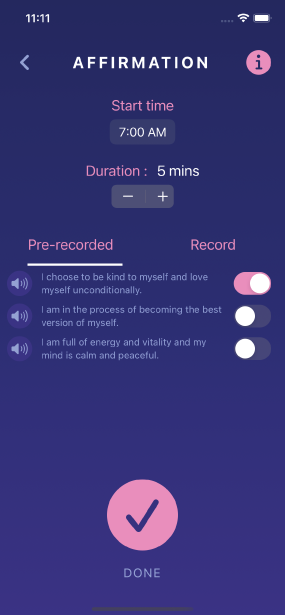 11:11
AFFIRMATION
Start time
7:00 AM
Duration : 5 mins
Pre-recorded Record
I choose to be kind to myself and love
myself unconditionally.
I am in the process of becoming the best
version of myself.
I am full of energy and vitality and my
mind is calm and peaceful.
DONE